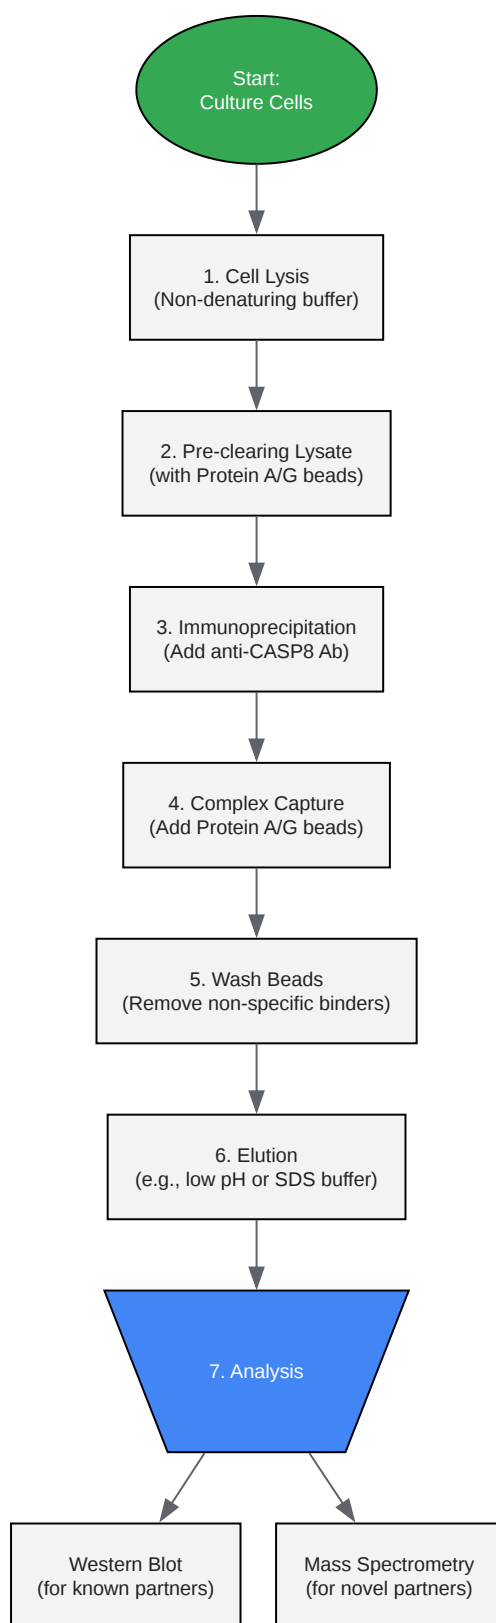 Start:
Culture Cells
1. Cell Lysis
(Non-denaturing buffer)
2. Pre-clearing Lysate
(with Protein A/G beads)
3. Immunoprecipitation
(Add anti-CASP8 Ab)
4. Complex Capture
(Add Protein A/G beads)
5. Wash Beads
(Remove non-specific binders)
6. Elution
(e.g., low pH or SDS buffer)
7. Analysis
Western Blot
(for known partners)
Mass Spectrometry
(for novel partners)